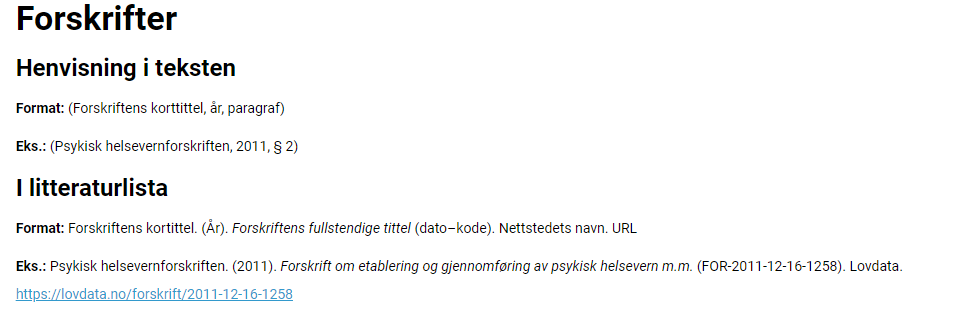 Forskrifter
Henvisning i teksten
Format: (Forskriftens korttittel, år, paragraf)
Eks.: (Psykisk helsevernforskriften, 2011, § 2)
I litteraturlista
Format: Forskriftens kortittel. (År). Forskriftens fullstendige tittel (dato–kode). Nettstedets navn. URL
Eks.: Psykisk helsevernforskriften. (2011). Forskrift om etablering og gjennomføring av psykisk helsevern m.m. (FOR-2011-12-16-1258). Lovdata.
https://lovdata.no/forskrift/2011-12-16-1258